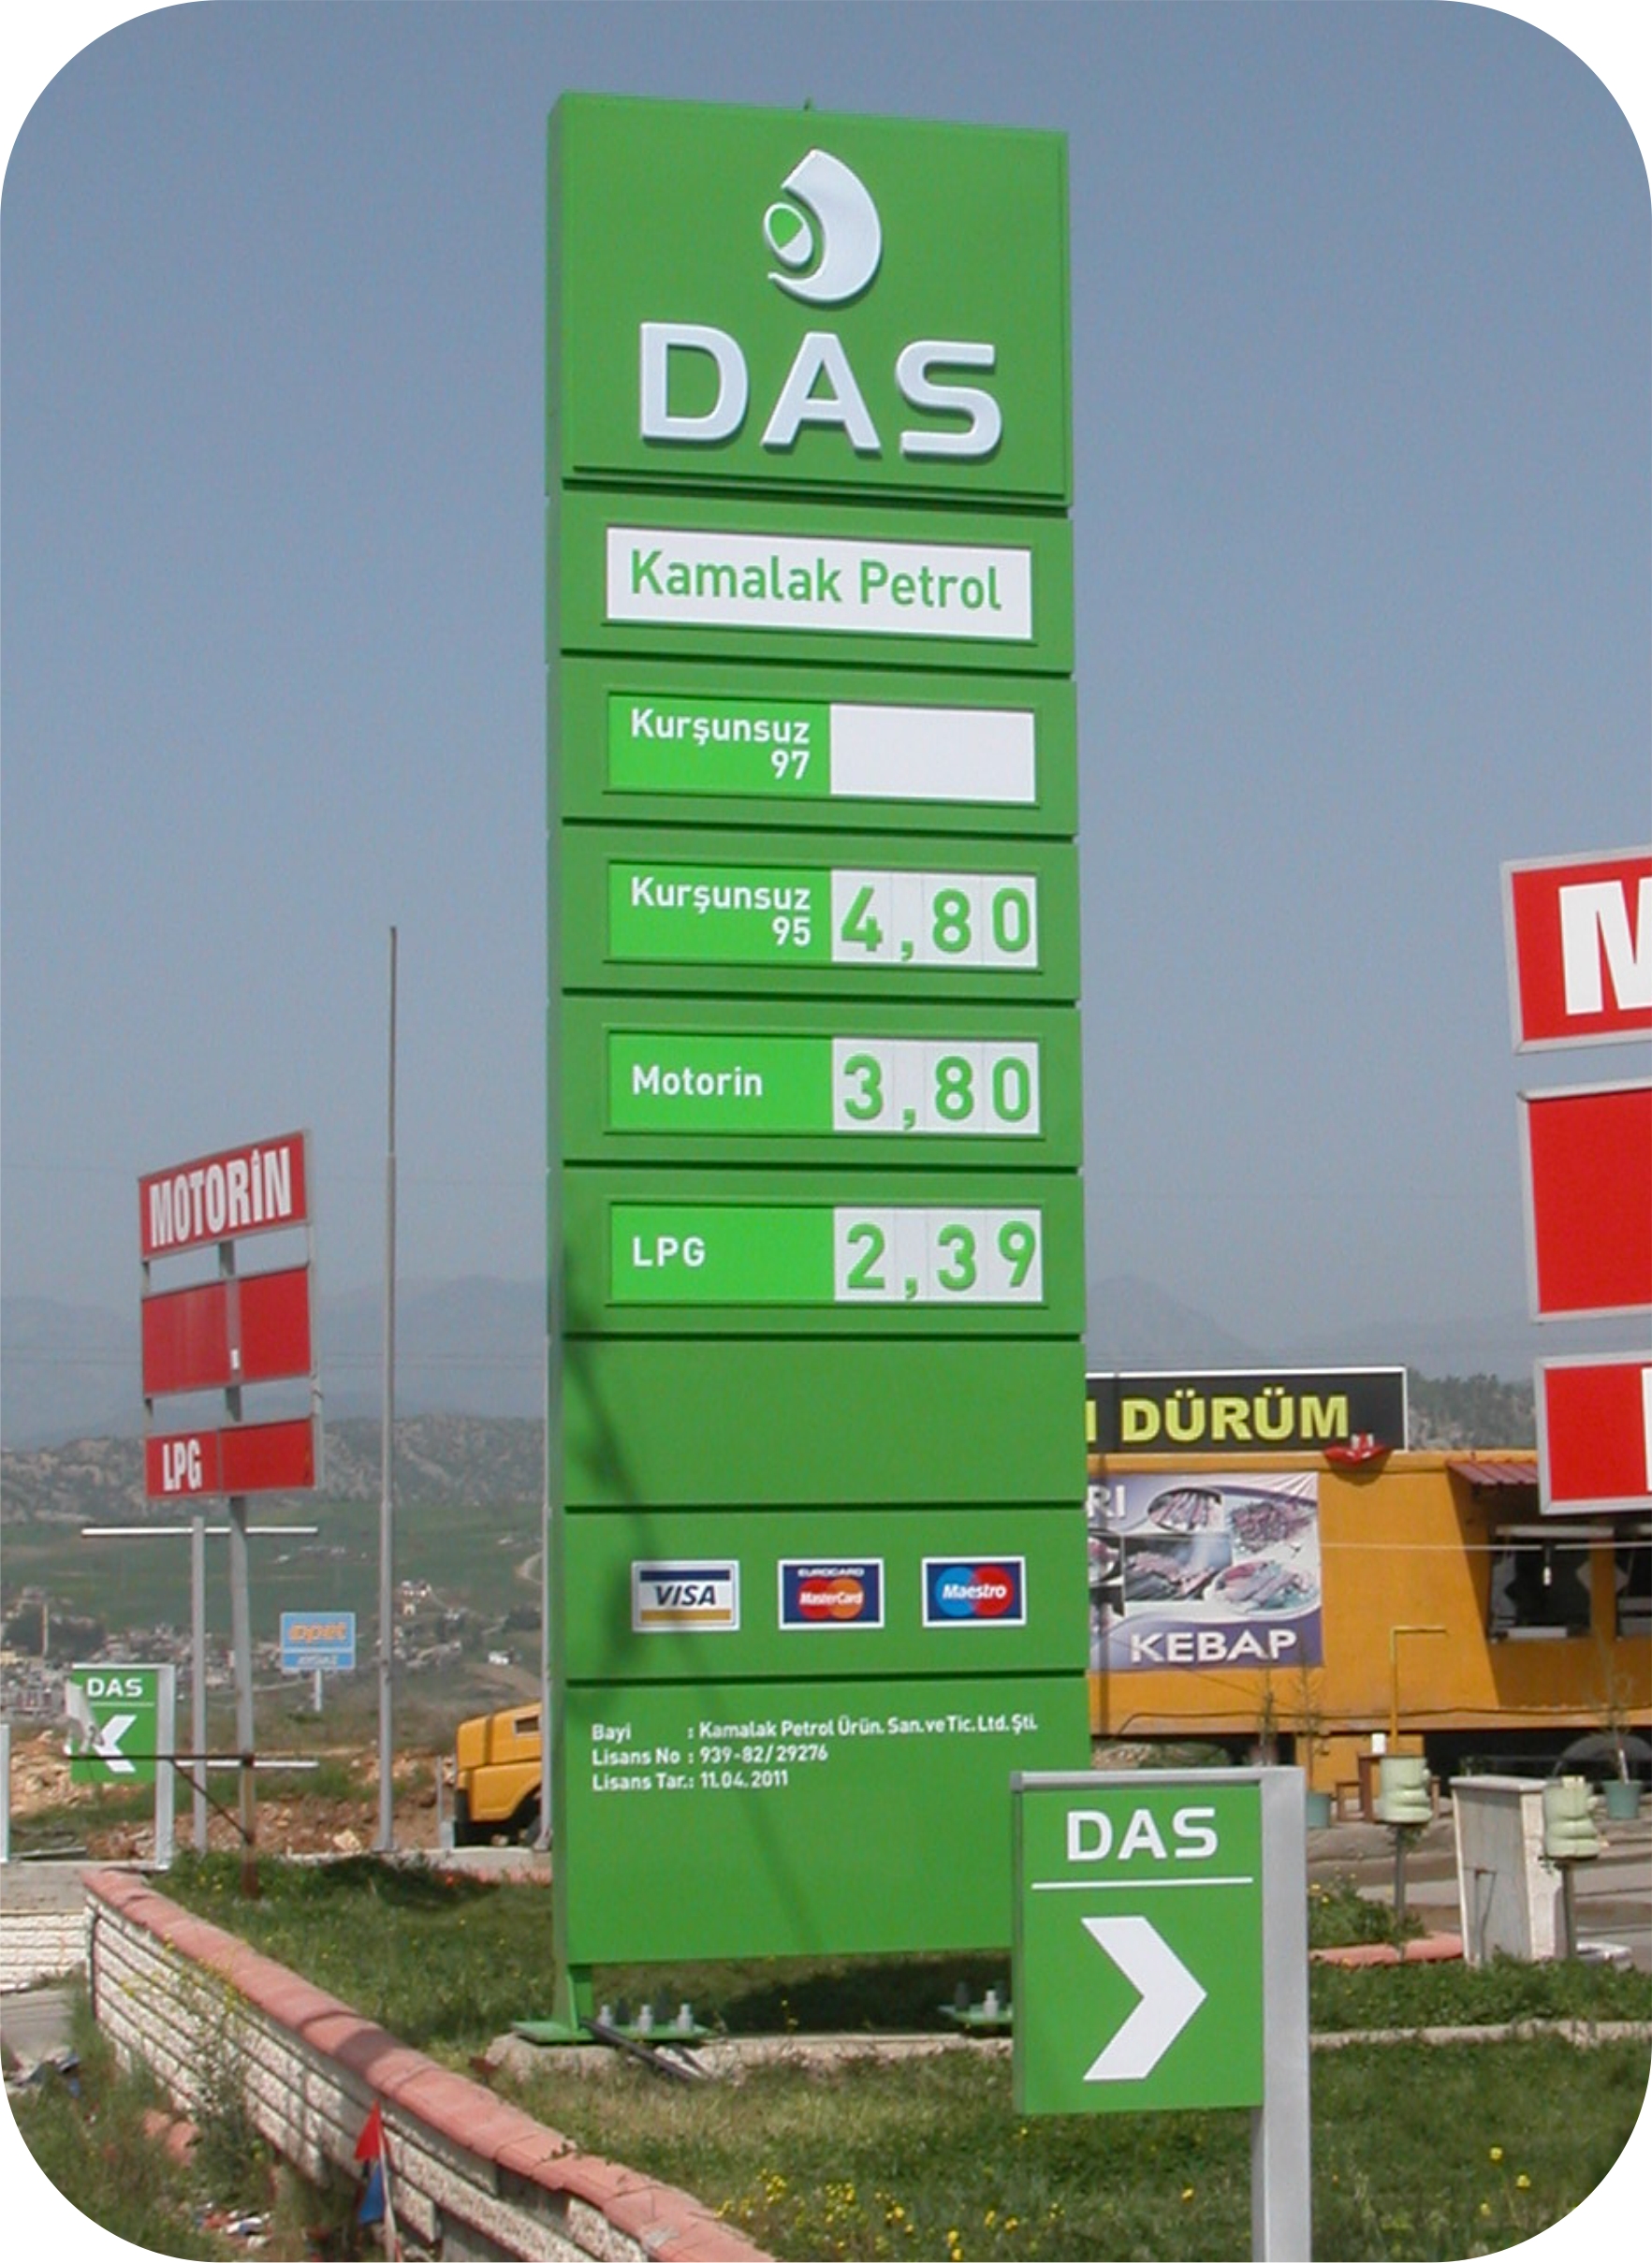 DAS
Kamalak Petrol
Kurşunsuz
97
Kurşunsuz
95
4,80
Motorin
3,80
LPG
2,39
VISA
EUROCARD
MasterCard
Maestro
Bayi : Kamalak Petrol Ürün. San. ve Tic. Ltd. Şti.
Lisans No : 939-82/29276
Lisans Tar.: 11.04.2011
MOTORİN
LPG
opet
DAS
DÜRÜM
KEBAP
DAS
M